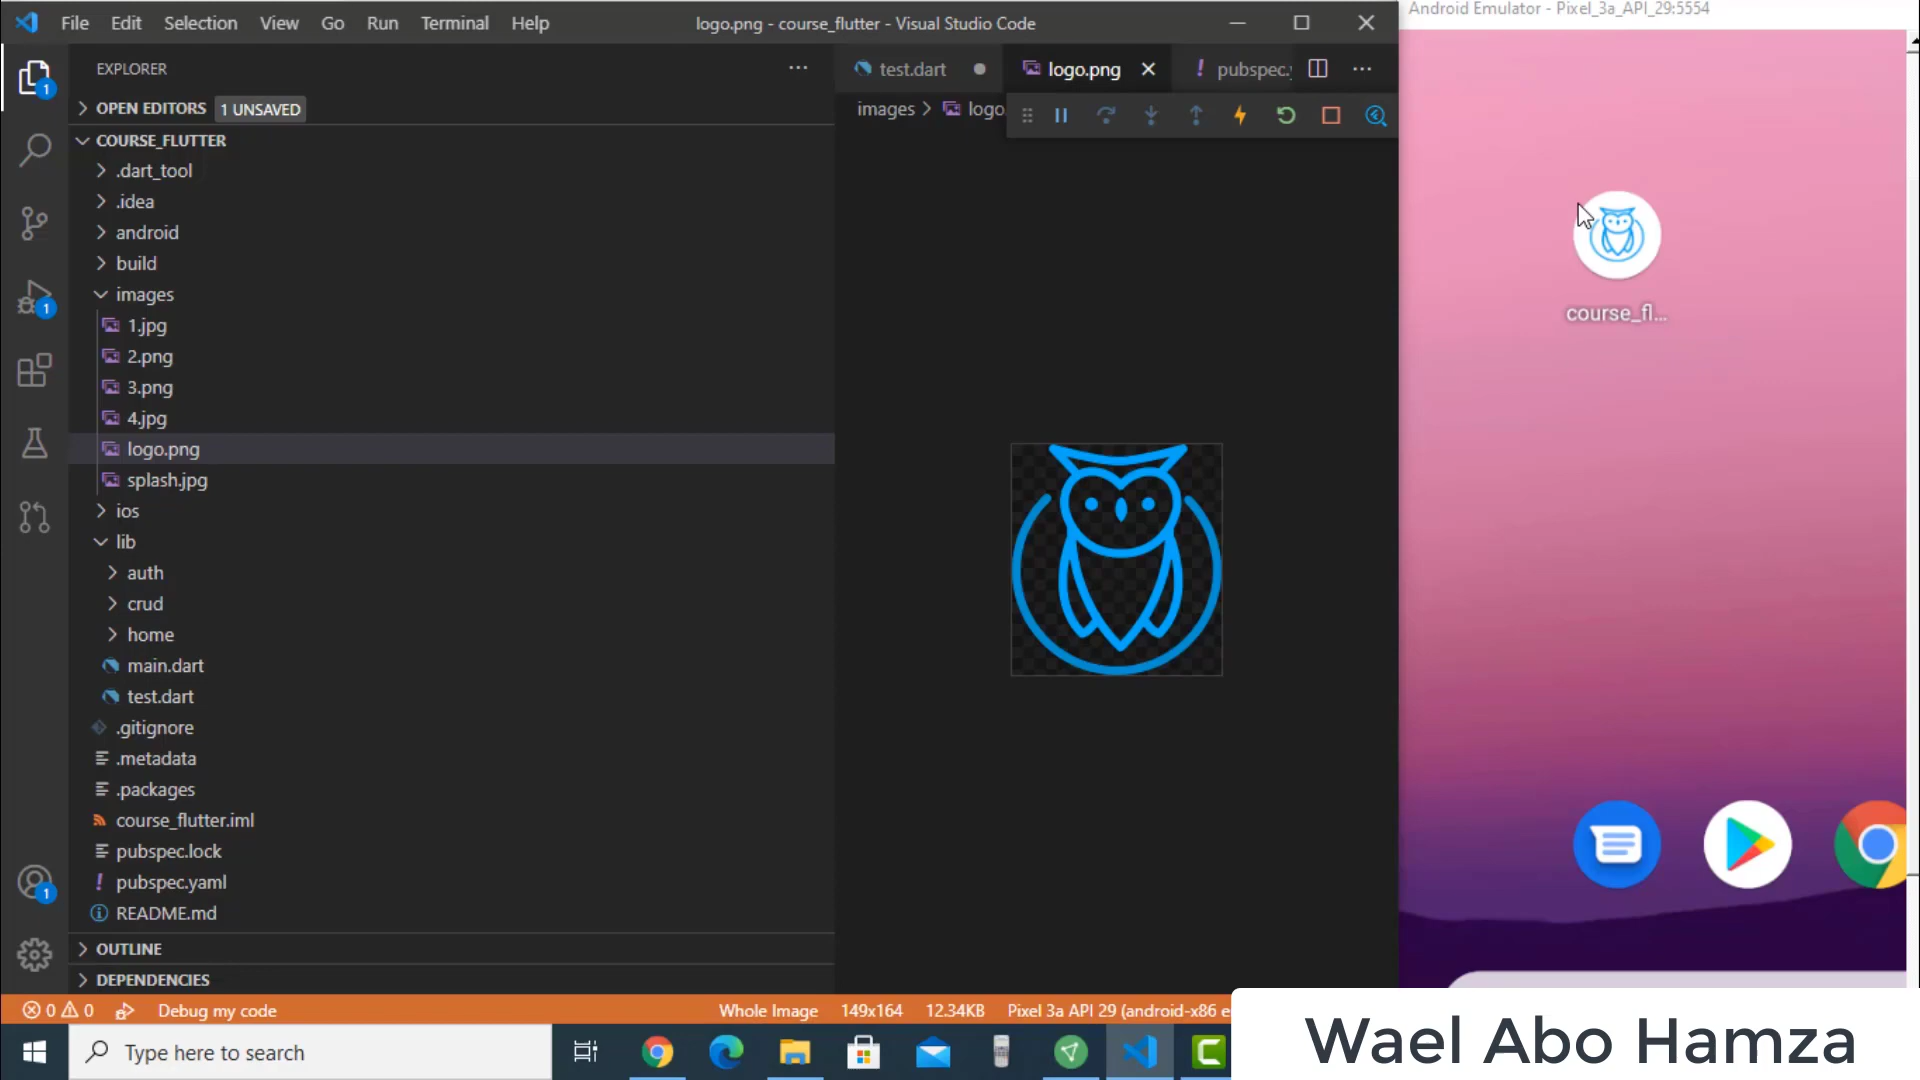 File Edit Selection View Go Run Terminal Help
logo.png - course_flutter - Visual Studio Code
Android Emulator - Pixel_3a_API_29:5554
EXPLORER
OPEN EDITORS 1 UNSAVED
COURSE_FLUTTER
.dart_tool
.idea
android
build
images
1.jpg
2.png
3.png
4.jpg
logo.png
splash.jpg
ios
lib
auth
crud
home
main.dart
test.dart
.gitignore
.metadata
.packages
course_flutter.iml
pubspec.lock
pubspec.yaml
README.md
OUTLINE
DEPENDENCIES
test.dart logo.png pubspec.y
images > logo
course_fl...
1
1
1
0 0 Debug my code Whole Image 149x164 12.34KB Pixel 3a API 29 (android-x86 e
Type here to search
Wael Abo Hamza